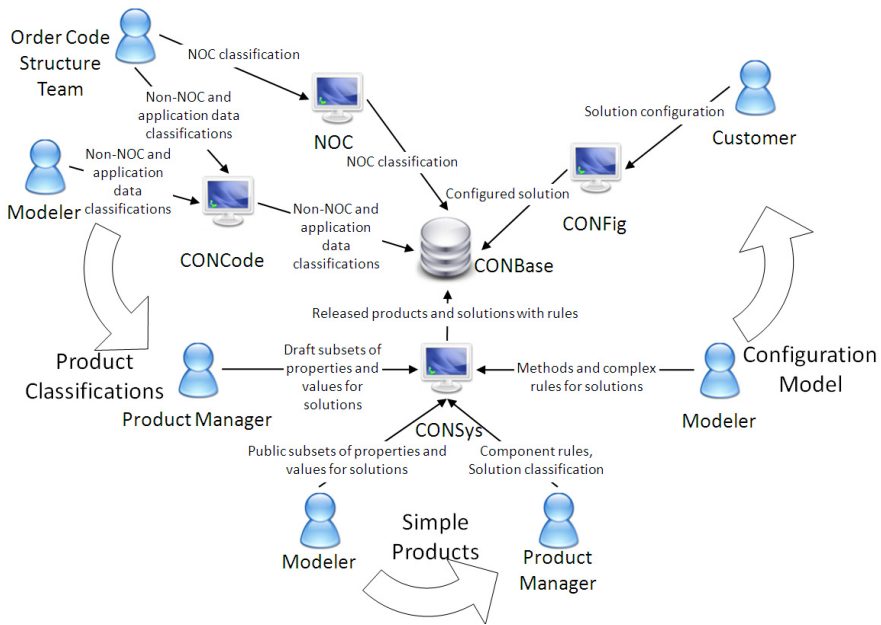 Order Code
Structure
Team
NOC classification
Non-NOC and
application data
classifications
NOC
Solution configuration
Customer
Modeler
Non-NOC and
application
data
classifications
NOC classification
CONCode
Non-NOC and
application
data
classifications
Configured solution
CONFig
CONBase
Released products and solutions with rules
Product
Classifications
Product Manager
Draft subsets of
properties and
values for
solutions
CONSys
Methods and complex
rules for solutions
Modeler
Configuration
Model
Public subsets of properties and
values for solutions
Component rules,
Solution classification
Modeler
Simple
Products
Product
Manager